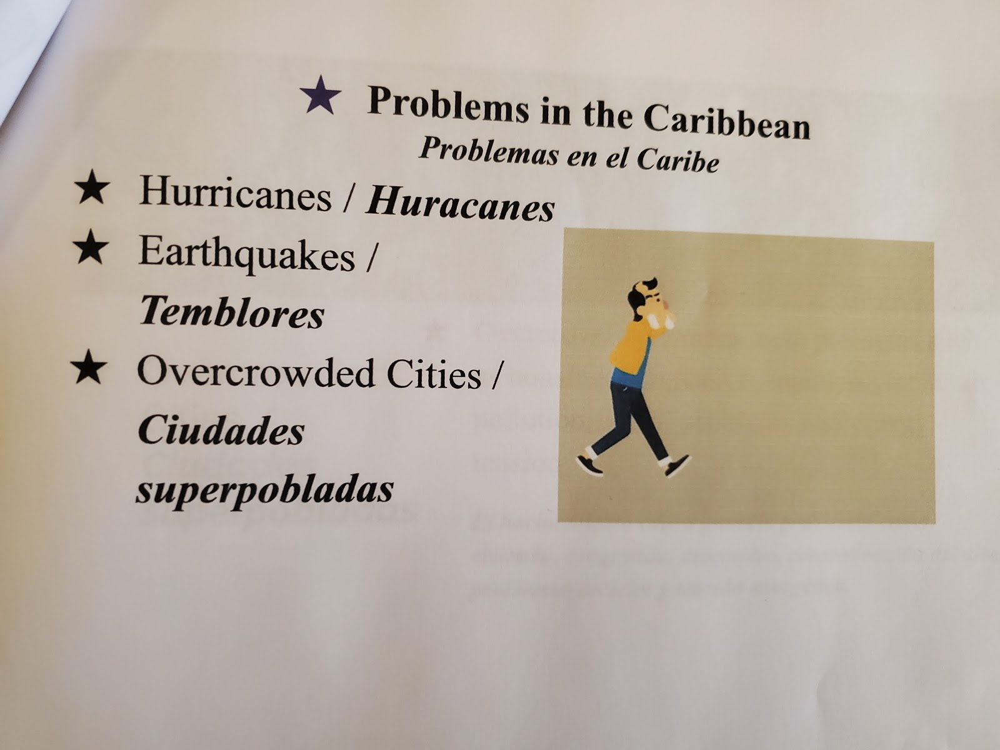 ★ Problems in the Caribbean
Problemas en el Caribe
★ Hurricanes / Huracanes
★ Earthquakes /
Temblores
★ Overcrowded Cities /
Ciudades
superpobladas